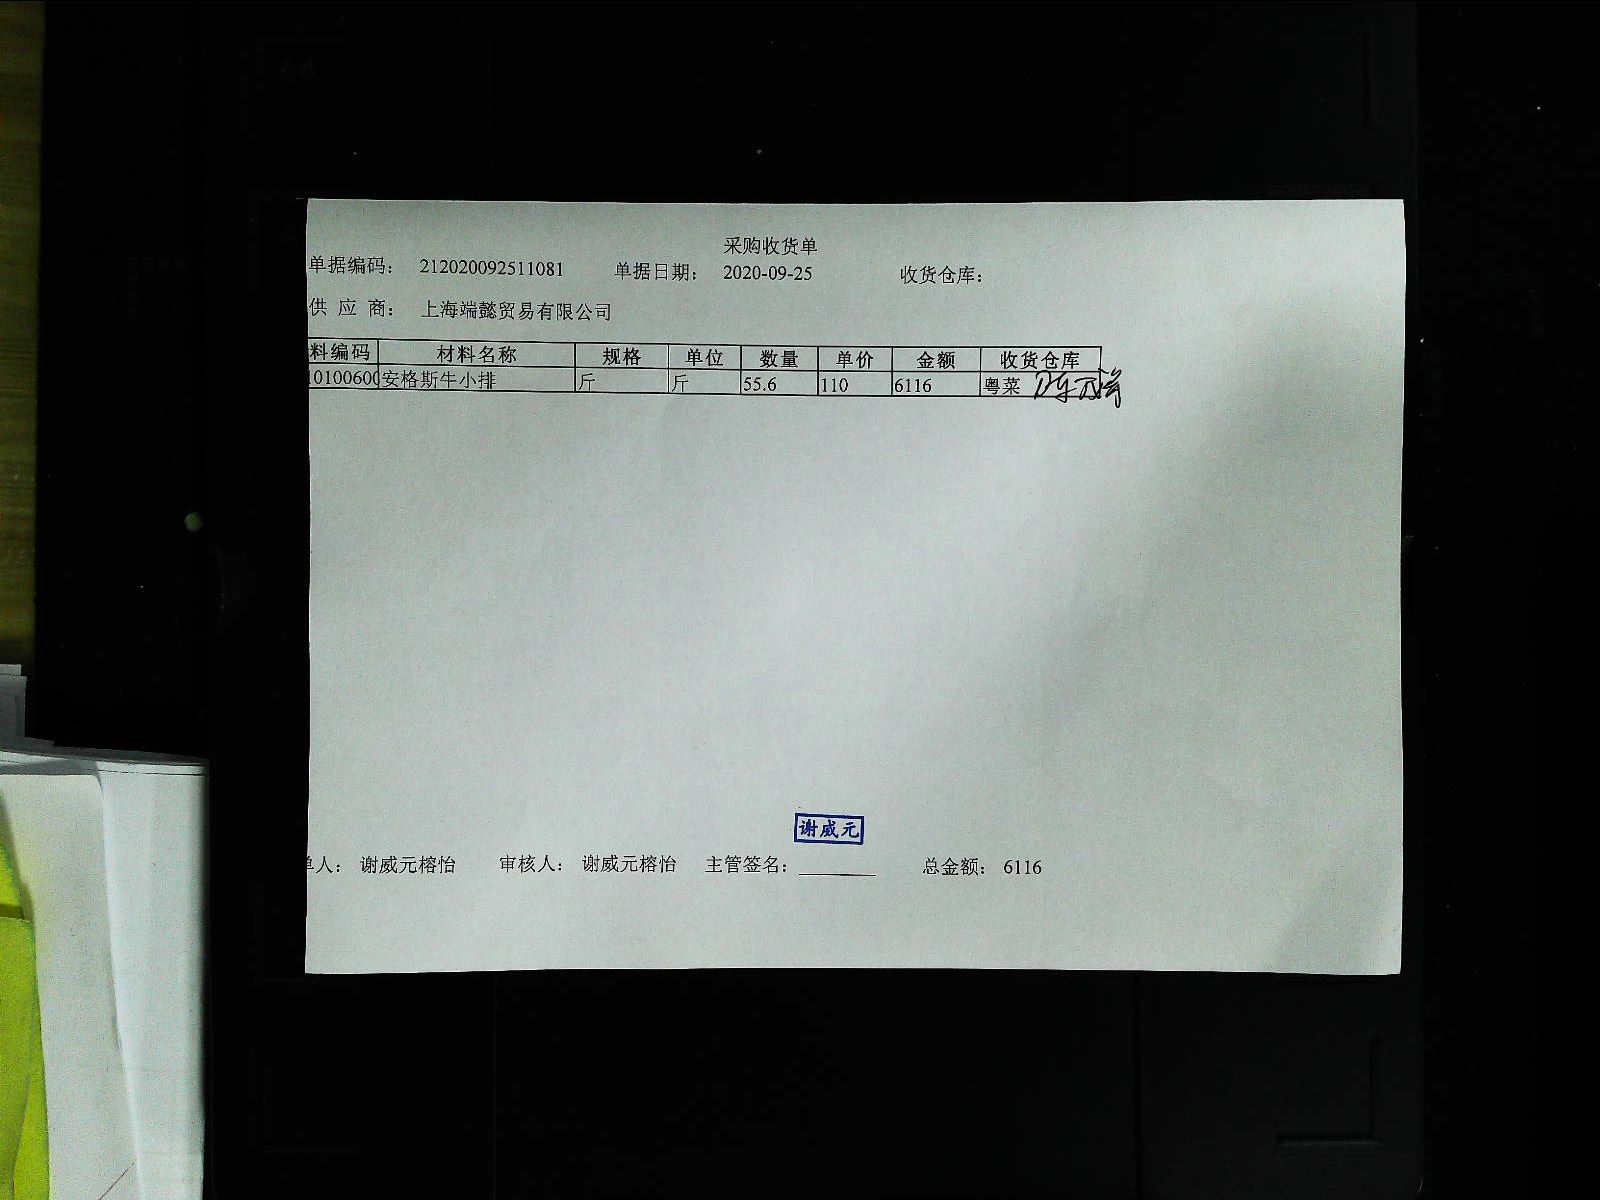 采购收货单
单据编码： 212020092511081 单据日期： 2020-09-25 收货仓库：
供 应 商： 上海端懿贸易有限公司
料编码 材料名称 规格 单位 数量 单价 金额 收货仓库
10100600 安格斯牛小排 斤 斤 55.6 110 6116 粤菜
谢威元
单人： 谢威元榕怡 审核人： 谢威元榕怡 主管签名： 总金额： 6116